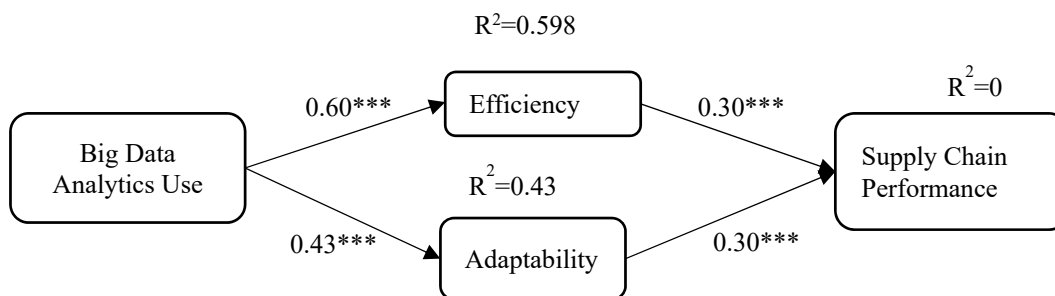 R²=0.598
R²=0
0.60***
Efficiency
0.30***
Big Data
Analytics Use
Supply Chain
Performance
R²=0.43
0.43***
Adaptability
0.30***